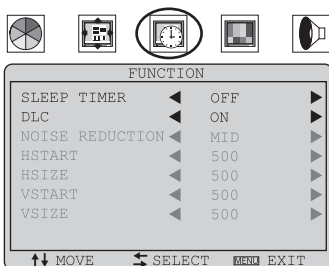 FUNCTION
SLEEP TIMER OFF
DLC ON
NOISE REDUCTION MID
HSTART 500
HSIZE 500
VSTART 500
VSIZE 500
MOVE SELECT MENU EXIT